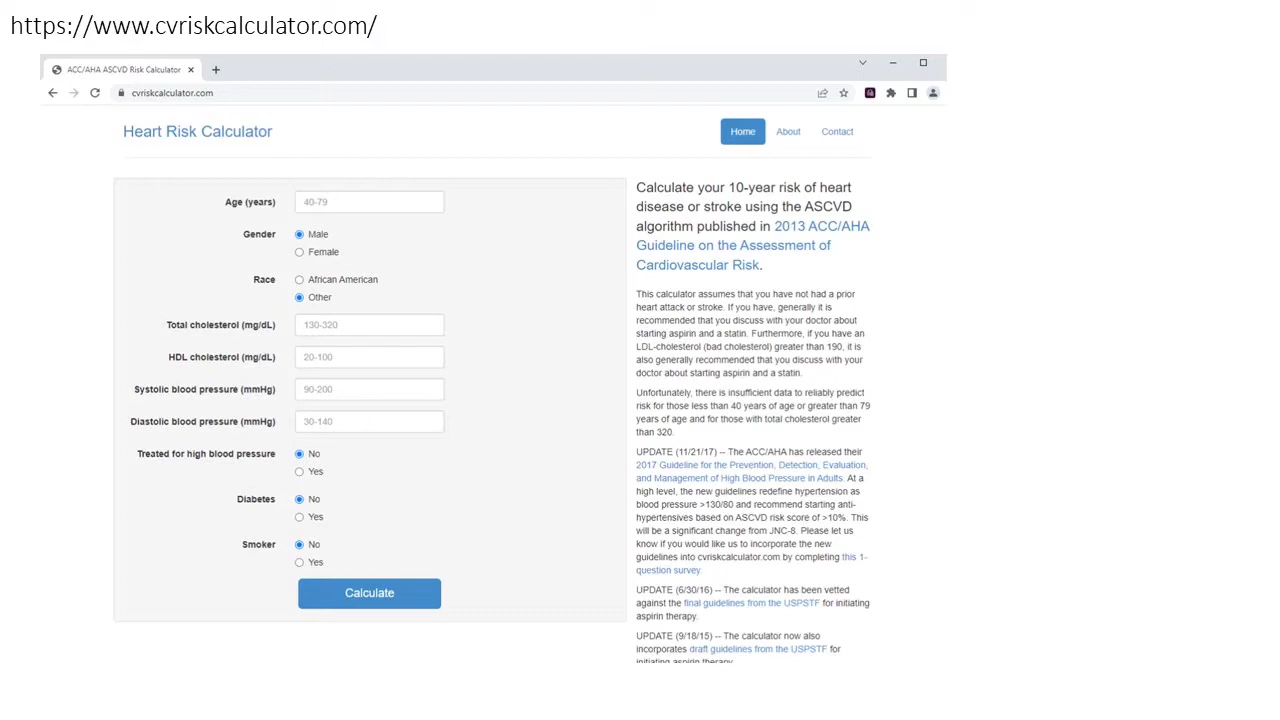 https://www.cvriskcalculator.com/
ACC/AHA ASCVD Risk Calculator
cvriskcalculator.com
Heart Risk Calculator
Home
About
Contact
Age (years)
40-79
Gender
Male
Female
Race
African American
Other
Total cholesterol (mg/dL)
130-320
HDL cholesterol (mg/dL)
20-100
Systolic blood pressure (mmHg)
90-200
Diastolic blood pressure (mmHg)
30-140
Treated for high blood pressure
No
Yes
Diabetes
No
Yes
Smoker
No
Yes
Calculate
Calculate your 10-year risk of heart
disease or stroke using the ASCVD
algorithm published in 2013 ACC/AHA
Guideline on the Assessment of
Cardiovascular Risk.
This calculator assumes that you have not had a prior
heart attack or stroke. If you have, generally it is
recommended that you discuss with your doctor about
starting aspirin and a statin. Furthermore, if you have an
LDL-cholesterol (bad cholesterol) greater than 190, it is
also generally recommended that you discuss with your
doctor about starting aspirin and a statin.
Unfortunately, there is insufficient data to reliably predict
risk for those less than 40 years of age or greater than 79
years of age and for those with total cholesterol greater
than 320.
UPDATE (11/21/17) -- The ACC/AHA has released their
2017 Guideline for the Prevention, Detection, Evaluation,
and Management of High Blood Pressure in Adults. At a
high level, the new guidelines redefine hypertension as
blood pressure >130/80 and recommend starting anti-
hypertensives based on ASCVD risk score of >10%. This
will be a significant change from JNC-8. Please let us
know if you would like us to incorporate the new
guidelines into cvriskcalculator.com by completing this 1-
question survey.
UPDATE (6/30/16) -- The calculator has been vetted
against the final guidelines from the USPSTF for initiating
aspirin therapy.
UPDATE (9/18/15) -- The calculator now also
incorporates draft guidelines from the USPSTF for
initiating aspirin therapy